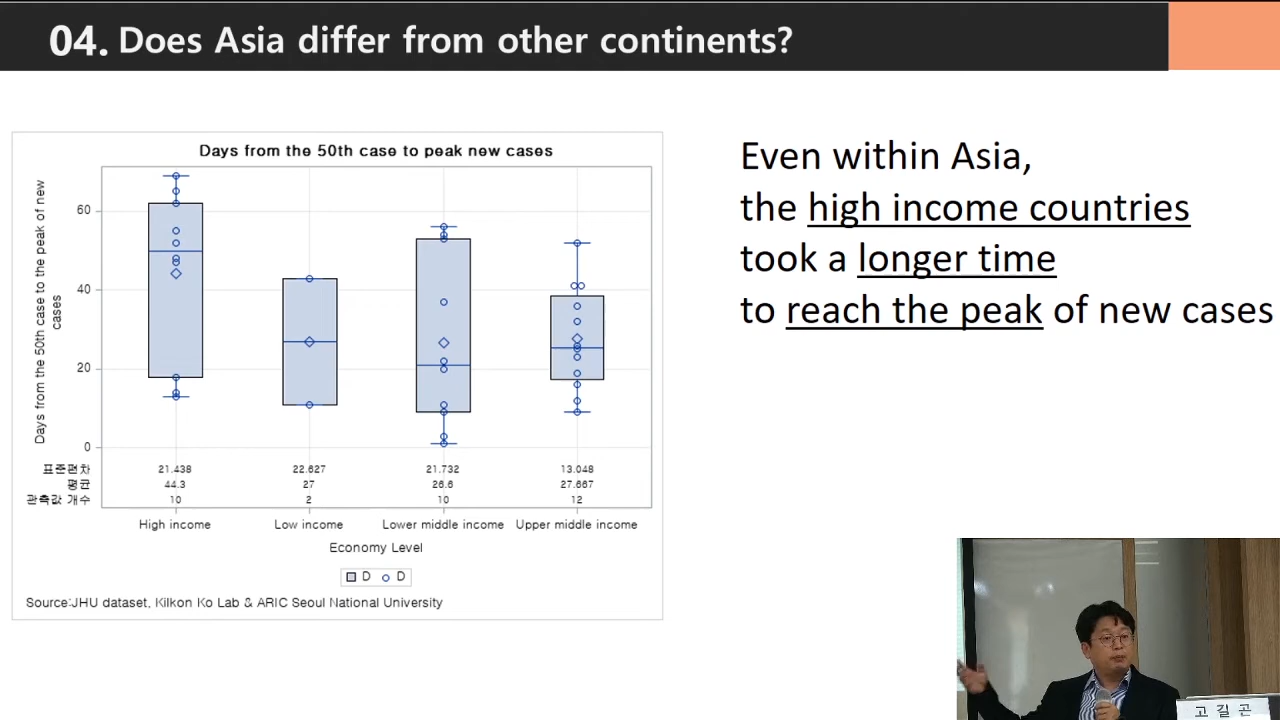 04. Does Asia differ from other continents?
Days from the 50th case to peak new cases
Days from the 50th case to the peak of new
cases
60
40
20
0
표준편차 21.438 22.627 21.732 13.048
평균 44.3 27 26.6 27.667
관측값 개수 10 2 10 12
High income Low income Lower middle income Upper middle income
Economy Level
D D
Source:JHU dataset, Kilkon Ko Lab & ARIC Seoul National University
Even within Asia,
the high income countries
took a longer time
to reach the peak of new cases
고 길 곤